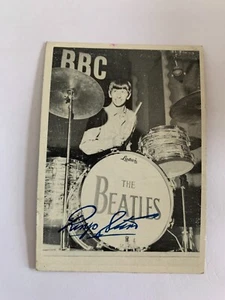 BBC
Ludwig
THE
BEATLES
Ringo Starr